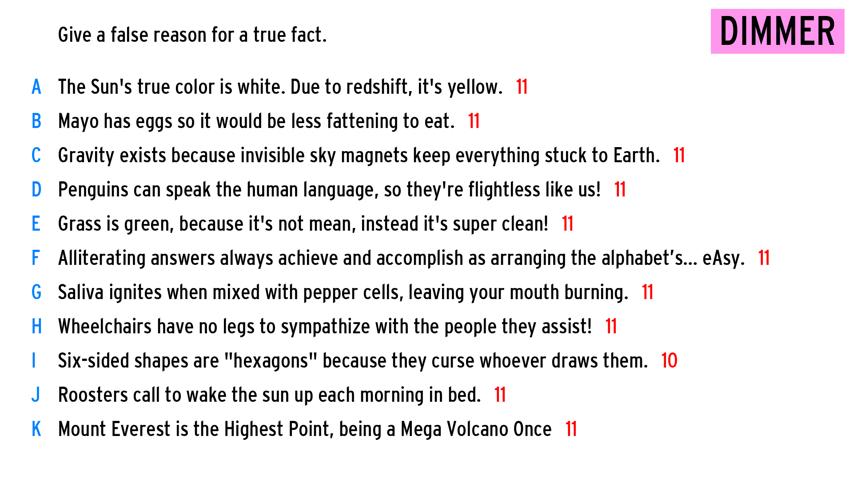 Give a false reason for a true fact.
DIMMER
A The Sun's true color is white. Due to redshift, it's yellow. 11
B Mayo has eggs so it would be less fattening to eat. 11
C Gravity exists because invisible sky magnets keep everything stuck to Earth. 11
D Penguins can speak the human language, so they're flightless like us! 11
E Grass is green, because it's not mean, instead it's super clean! 11
F Alliterating answers always achieve and accomplish as arranging the alphabet’s... eAsy. 11
G Saliva ignites when mixed with pepper cells, leaving your mouth burning. 11
H Wheelchairs have no legs to sympathize with the people they assist! 11
I Six-sided shapes are "hexagons" because they curse whoever draws them. 10
J Roosters call to wake the sun up each morning in bed. 11
K Mount Everest is the Highest Point, being a Mega Volcano Once 11